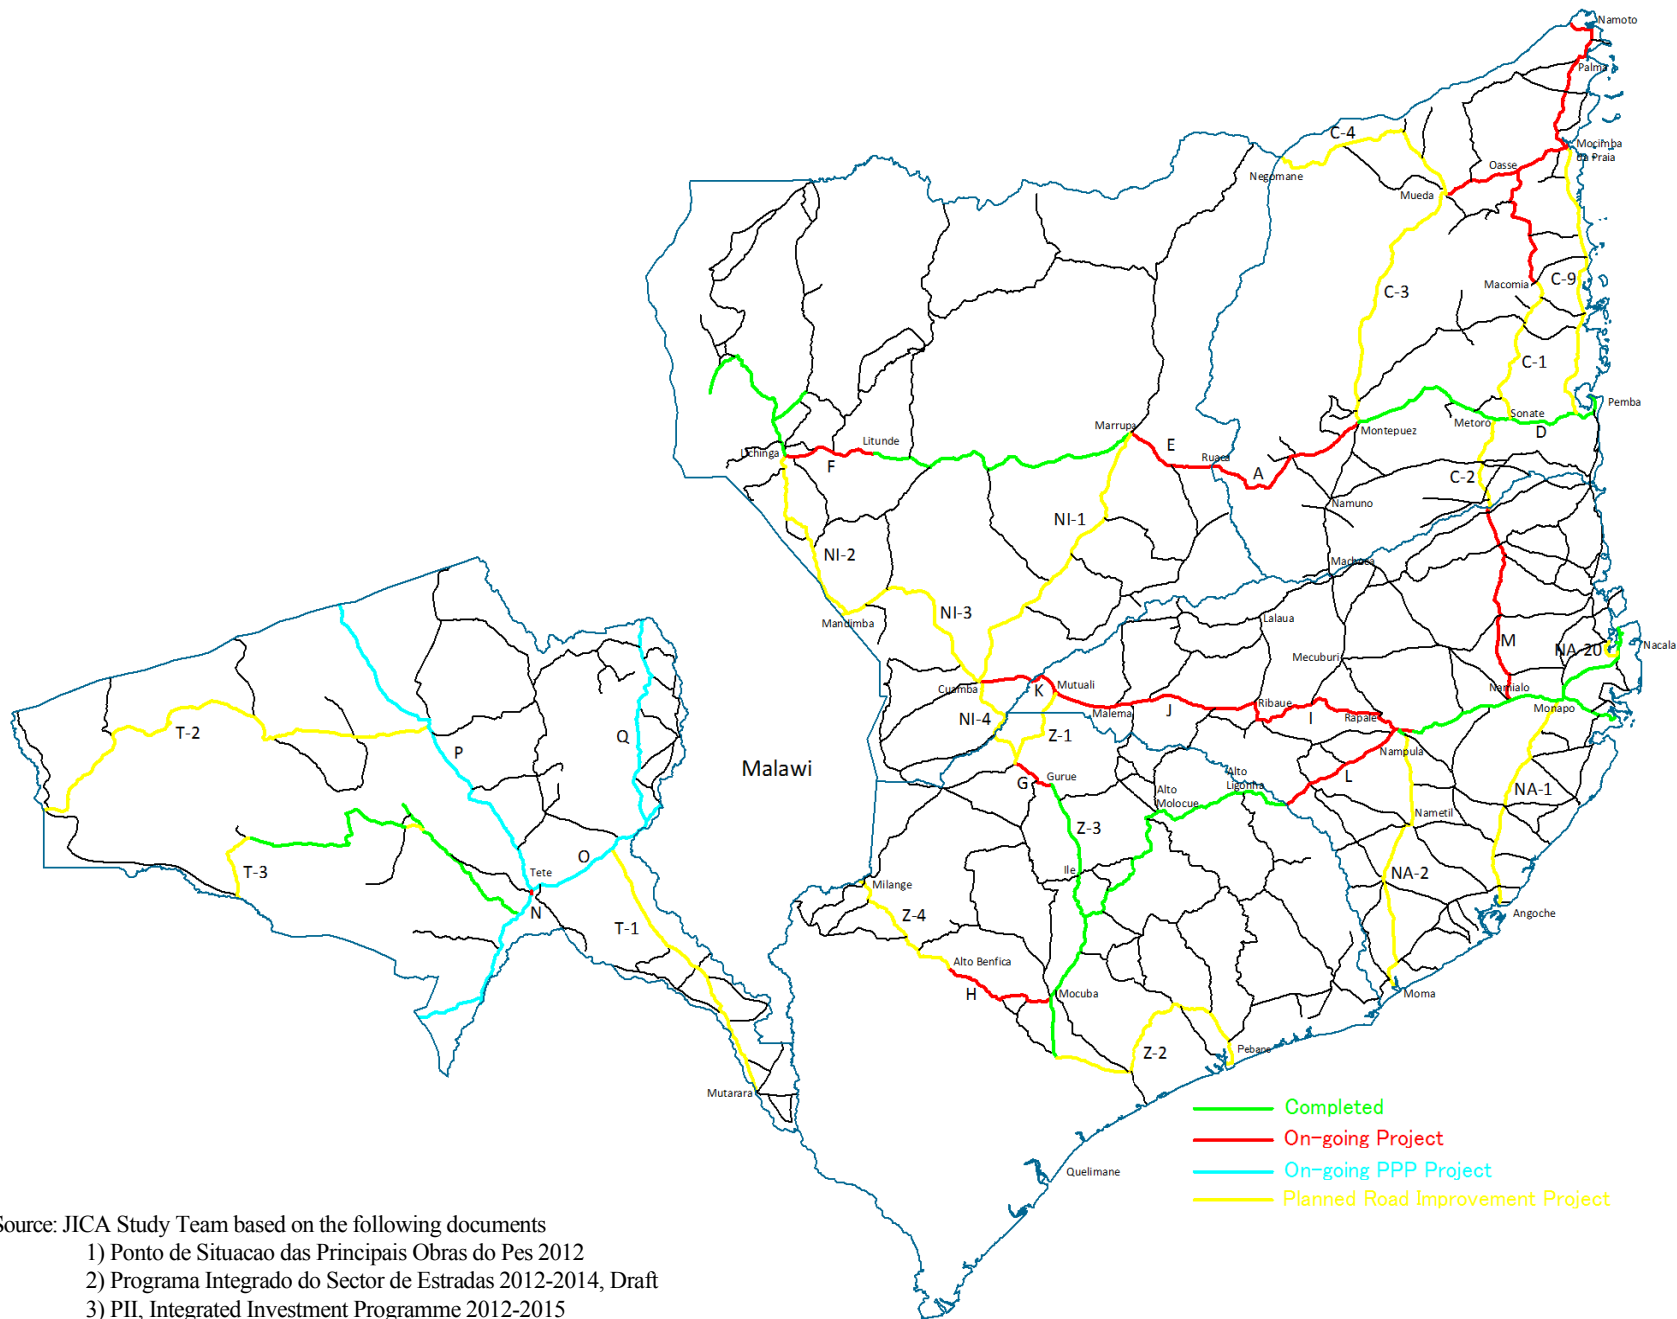 Namoto
Palma
C-4
Mocimba
da Praia
Oasse
Negomane
Mueda
Macomia
C-9
C-3
C-1
Pemba
Sonate
Metoro
D
Montepuez
Marrupa
E
Ruaca
A
Litunde
Lichinga
F
C-2
Namuno
NI-1
NI-2
Machoca
NI-3
Mandimba
Lalaua
M
NA-20
Nacala
Mecuburi
Cuamba
K
Mutuali
Namialo
Monapo
NI-4
Malema
J
Ribaue
I
Rapale
T-2
P
Q
Z-1
Nampula
Malawi
G
Gurue
Alto
Ligonha
L
Alto
Molocue
NA-1
Nametil
Z-3
O
T-3
Tete
Ile
NA-2
Milange
N
Z-4
Angoche
T-1
Alto Benfica
H
Mocuba
Moma
Z-2
Pebane
Mutarara
Completed
On-going Project
On-going PPP Project
Planned Road Improvement Project
Quelimane
Source: JICA Study Team based on the following documents
1) Ponto de Situacao das Principais Obras do Pes 2012
2) Programa Integrado do Sector de Estradas 2012-2014, Draft
3) PII, Integrated Investment Programme 2012-2015